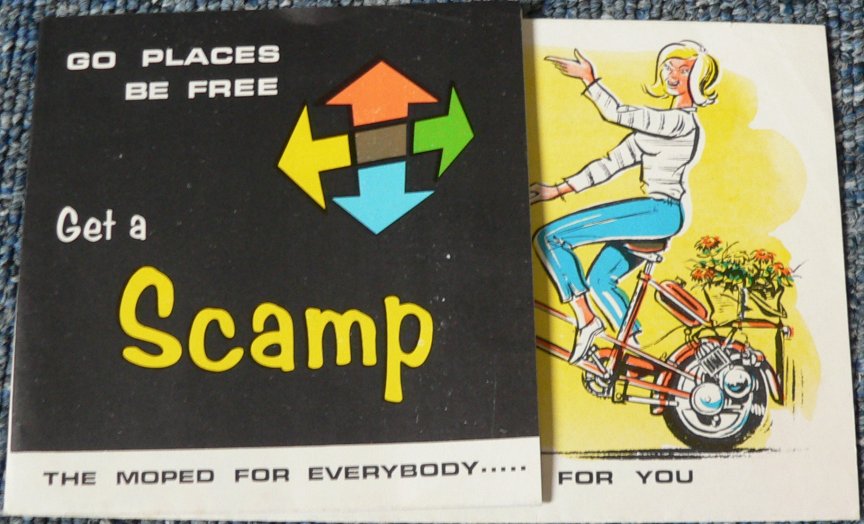 GO PLACES
BE FREE
Get a
Scamp
THE MOPED FOR EVERYBODY..... FOR YOU